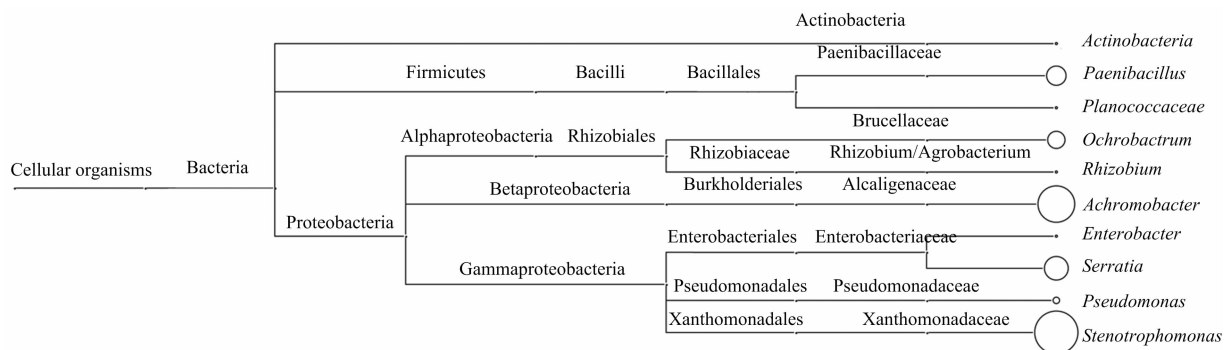 Actinobacteria
Actinobacteria
Paenibacillaceae
Firmicutes Bacilli Bacillales
Paenibacillus
Planococcaceae
Brucellaceae
Alphaproteobacteria Rhizobiales
Ochrobactrum
Rhizobiaceae Rhizobium/Agrobacterium
Cellular organisms Bacteria
Rhizobium
Betaproteobacteria Burkholderiales Alcaligenaceae
Achromobacter
Proteobacteria
Enterobacteriales Enterobacteriaceae
Enterobacter
Gammaproteobacteria
Serratia
Pseudomonadales Pseudomonadaceae
Pseudomonas
Xanthomonadales Xanthomonadaceae
Stenotrophomonas